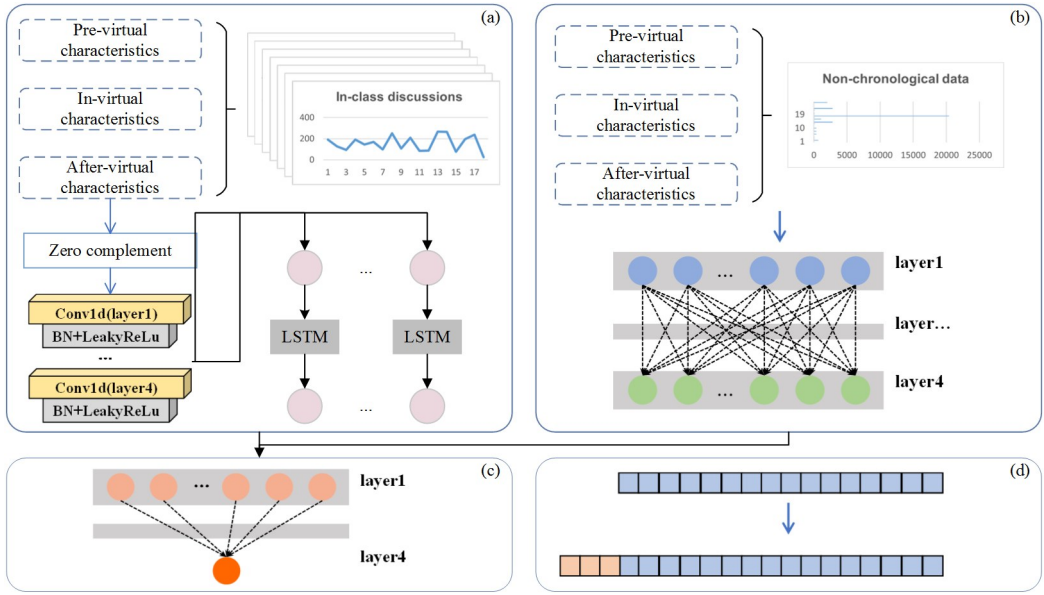 (a)
Pre-virtual
characteristics
In-virtual
characteristics
After-virtual
characteristics
In-class discussions
400
200
0
1 3 5 7 9 11 13 15 17
Zero complement
Conv1d(layer1)
BN+LeakyReLu
...
Conv1d(layer4)
BN+LeakyReLu
...
LSTM LSTM
...
(b)
Pre-virtual
characteristics
In-virtual
characteristics
After-virtual
characteristics
Non-chronological data
19
10
1
0 5000 10000 15000 20000 25000
... layer1
layer...
... layer4
(c)
... layer1
layer4
(d)